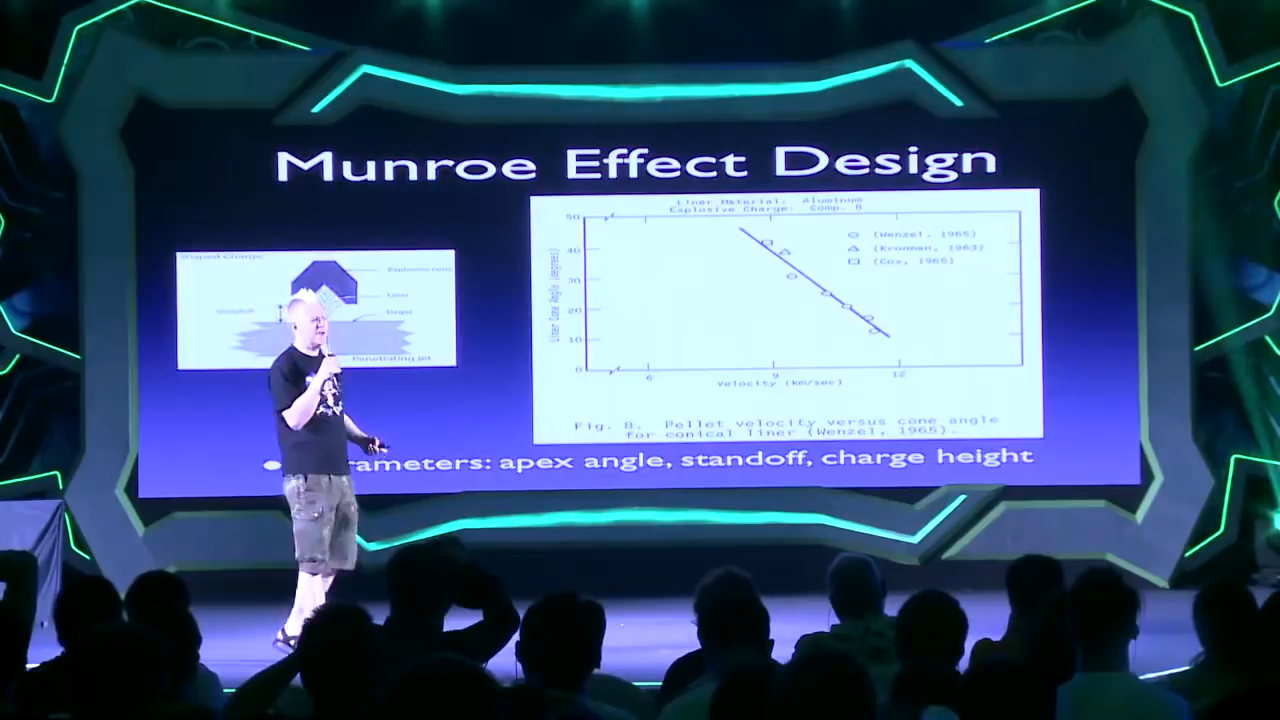 Munroe Effect Design
Shaped Charge
Explosive
Liner
Target
Penetrating jet
Liner Material: Aluminum
Explosive Charge: Comp. B
50
40
30
20
10
0
Liner Cone Angle (degrees)
(Wenzel, 1965)
(Kronman, 1963)
(Cox, 1965)
6
9
12
Velocity (km/sec)
Fig. 8. Pellet velocity versus cone angle
for conical liner (Wenzel, 1965).
rameters: apex angle, standoff, charge height